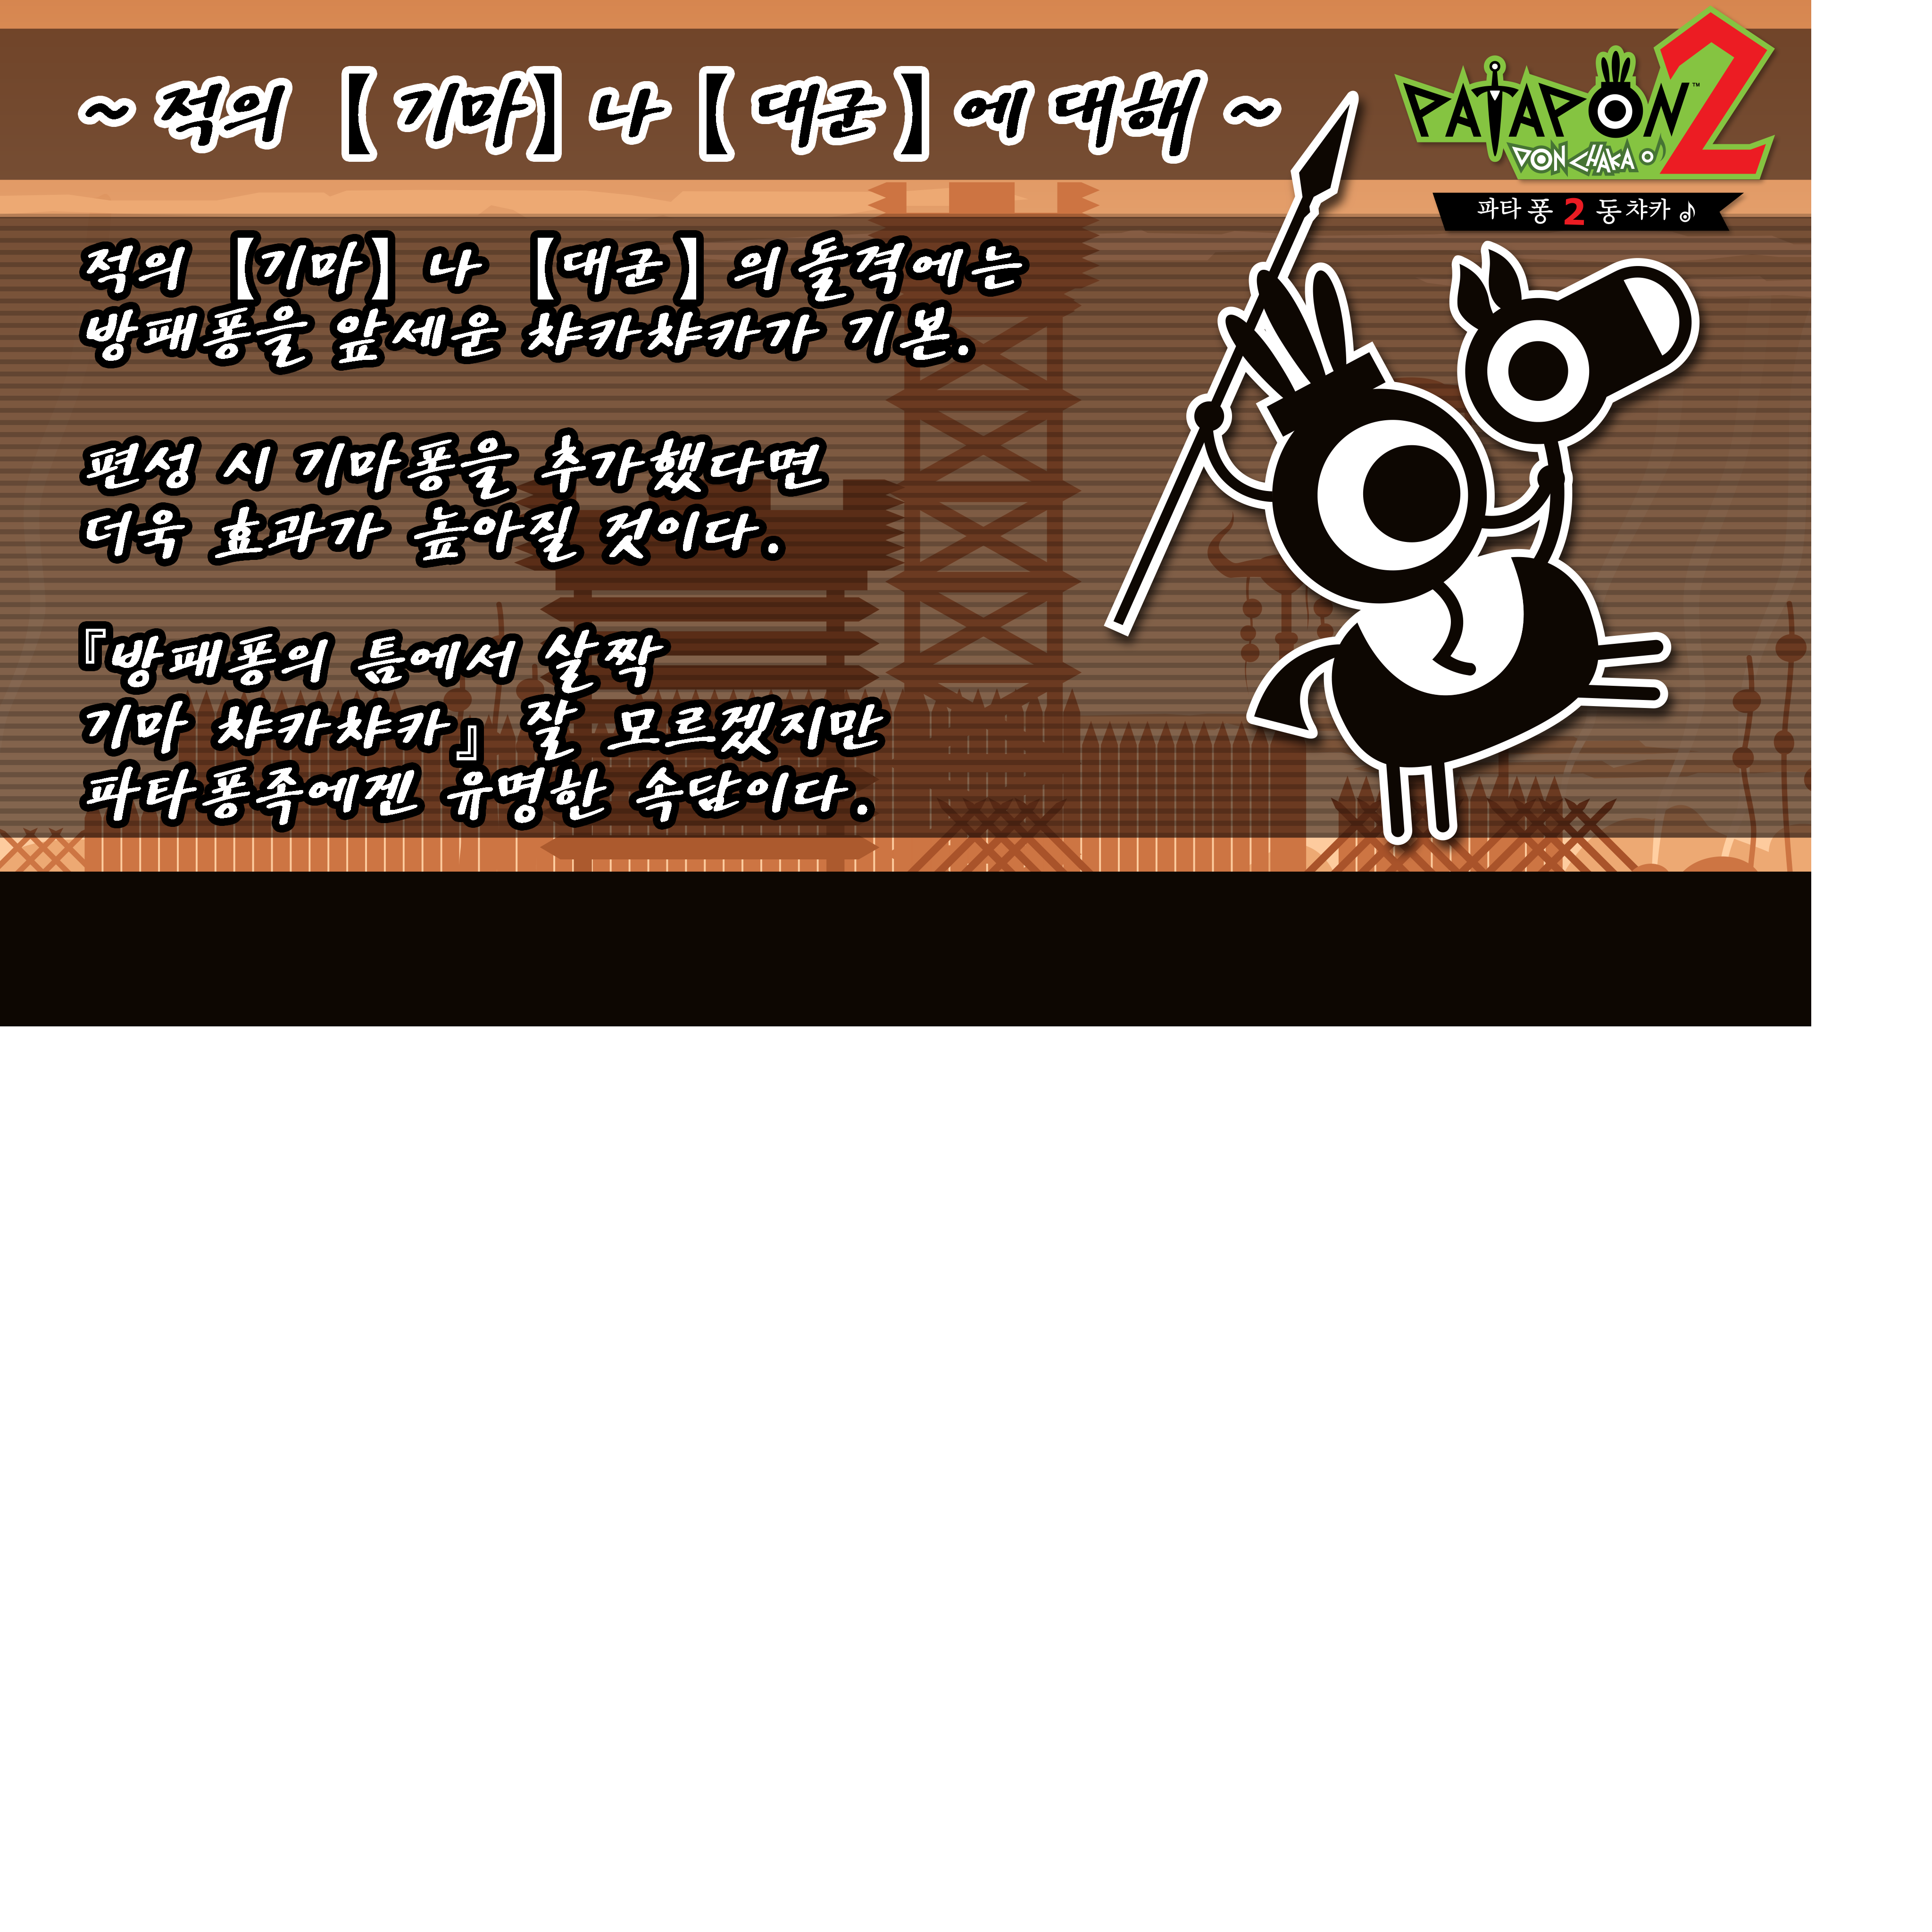 ~ 적의 【기마】나 【대군】에 대해 ~
PATAPON 2
™
DON CHAKA ♪
파타퐁 2 동챠카 ♪
적의 【기마】나 【대군】의 돌격에는
방패퐁을 앞세운 챠카챠카가 기본.
편성 시 기마퐁을 추가했다면
더욱 효과가 높아질 것이다.
『방패퐁의 틈에서 살짝
기마 챠카챠카』 잘 모르겠지만
파타퐁족에겐 유명한 속담이다.